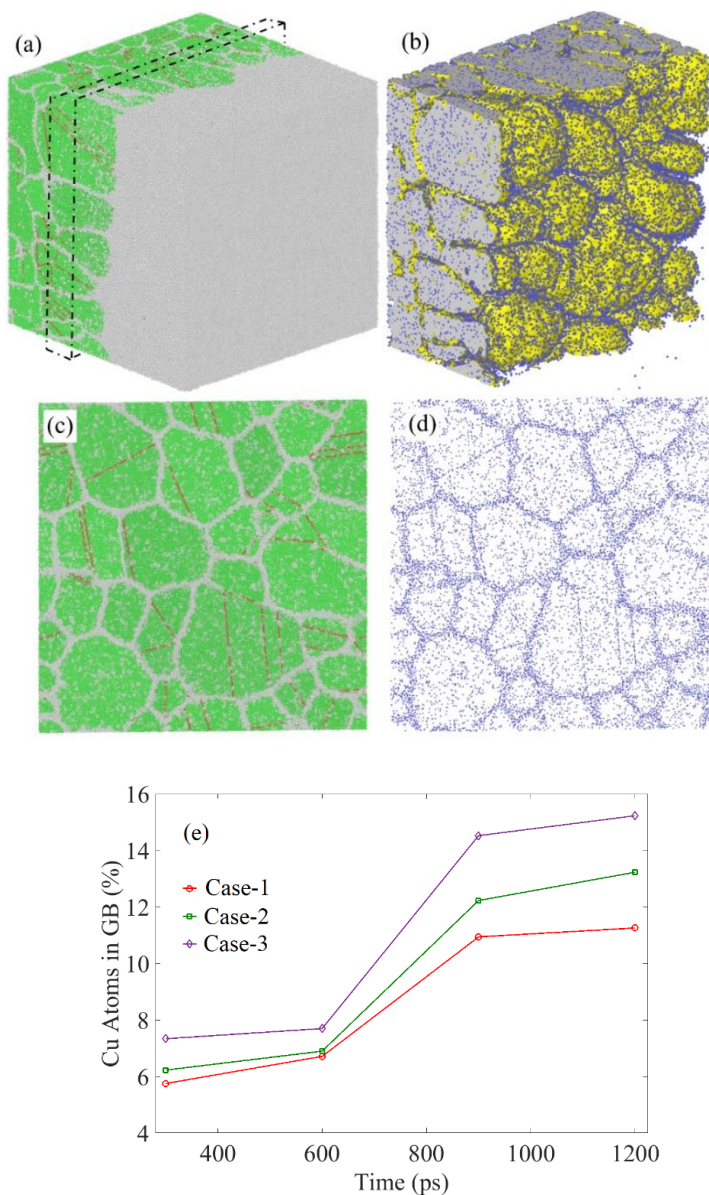 (a)
(b)
(c)
(d)
(e)
Case-1
Case-2
Case-3
Cu Atoms in GB (%)
16
14
12
10
8
6
4
400 600 800 1000 1200
Time (ps)